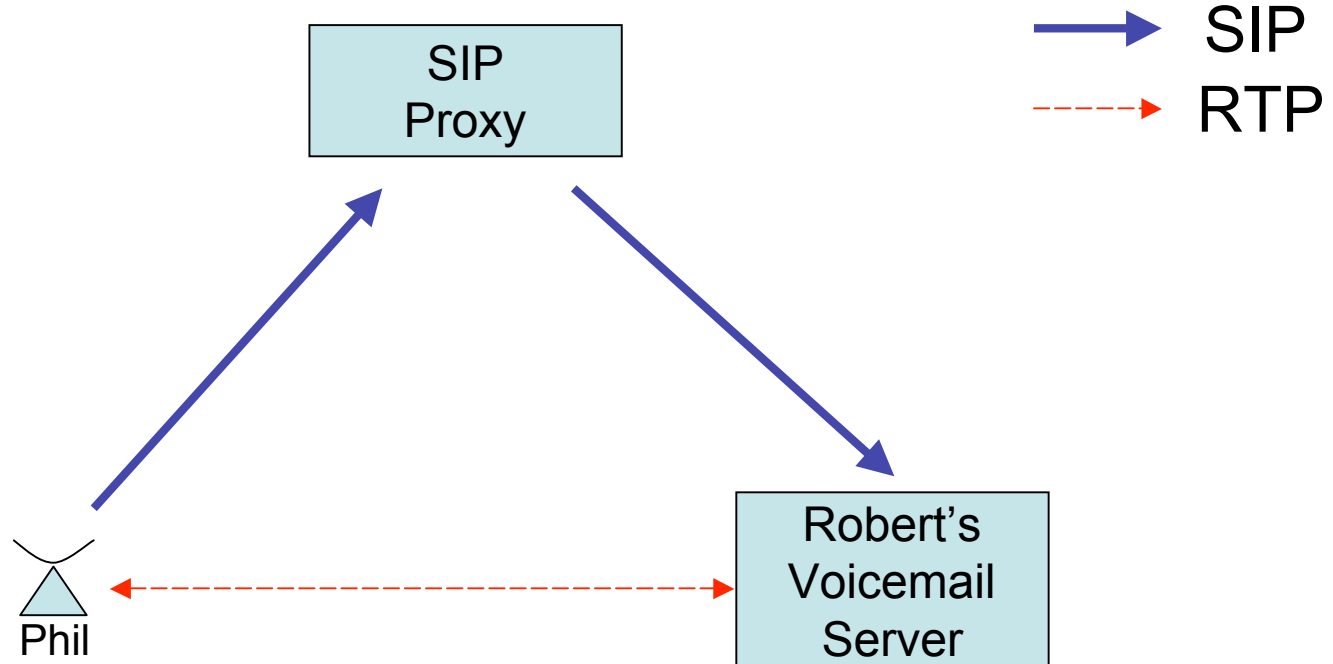 SIP
Proxy
SIP
RTP
Phil
Robert’s
Voicemail
Server